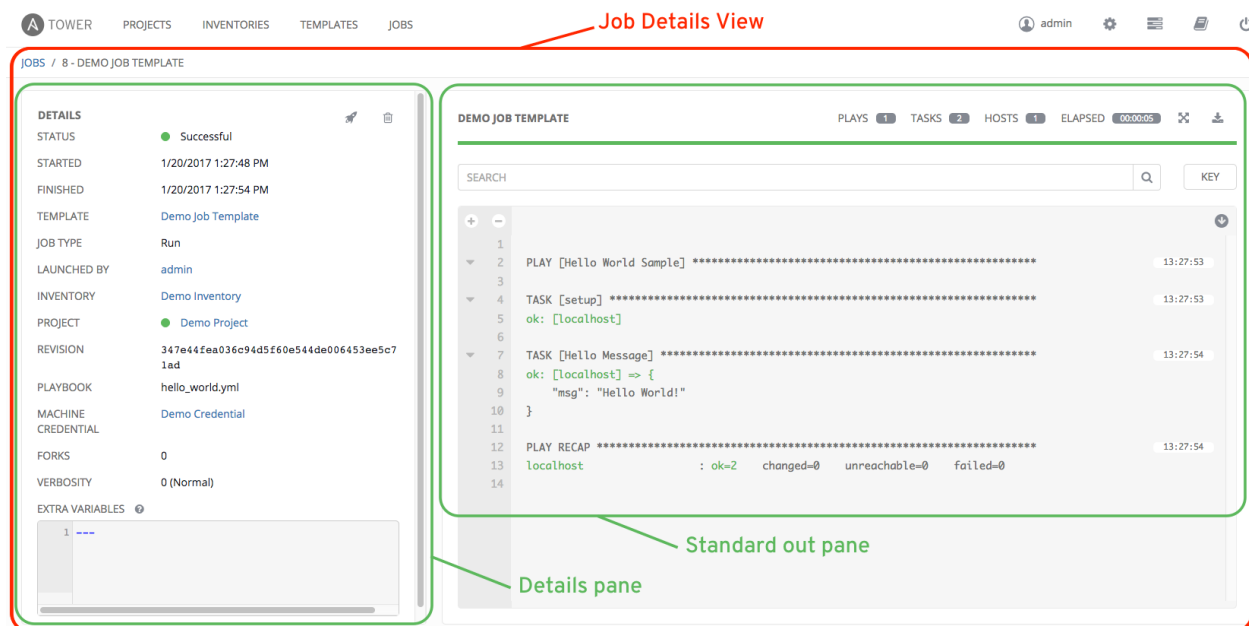 A TOWER PROJECTS INVENTORIES TEMPLATES JOBS Job Details View admin
JOBS / 8 - DEMO JOB TEMPLATE
DETAILS
STATUS Successful
STARTED 1/20/2017 1:27:48 PM
FINISHED 1/20/2017 1:27:54 PM
TEMPLATE Demo Job Template
JOB TYPE Run
LAUNCHED BY admin
INVENTORY Demo Inventory
PROJECT Demo Project
REVISION 347e44fea036c94d5f60e544de006453ee5c7
1ad
PLAYBOOK hello_world.yml
MACHINE Demo Credential
CREDENTIAL
FORKS 0
VERBOSITY 0 (Normal)
EXTRA VARIABLES ?
1 ---
DEMO JOB TEMPLATE PLAYS 1 TASKS 2 HOSTS 1 ELAPSED 00:00:05
SEARCH KEY
+ -
1
2 PLAY [Hello World Sample] ****************************************************** 13:27:53
3
4 TASK [setup] ******************************************************************* 13:27:53
5 ok: [localhost]
6
7 TASK [Hello Message] *********************************************************** 13:27:54
8 ok: [localhost] => {
9 "msg": "Hello World!"
10 }
11
12 PLAY RECAP ********************************************************************* 13:27:54
13 localhost : ok=2 changed=0 unreachable=0 failed=0
14
Standard out pane
Details pane